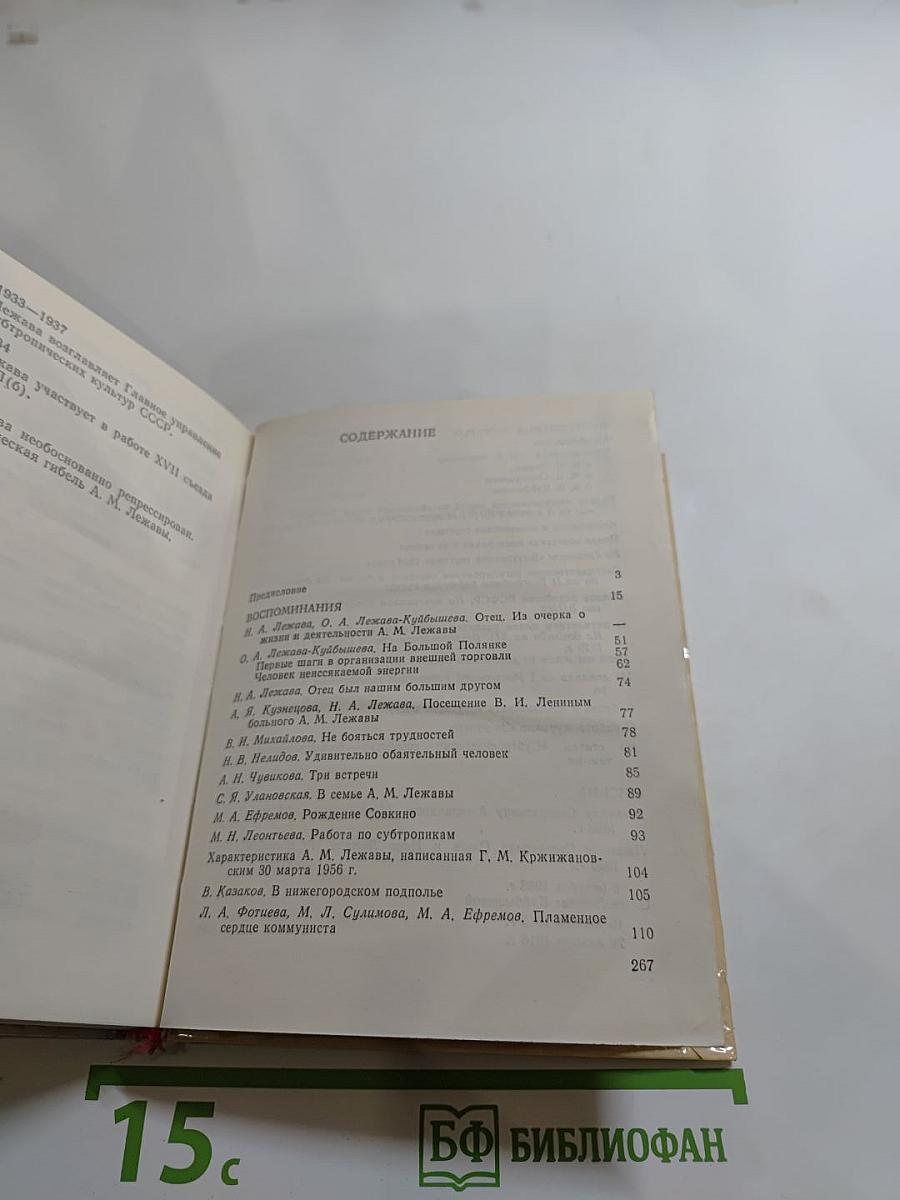 1933—1937
Лежава возглавляет Главное управление
субтропических культур СССР.
участвует в работе XVII съезда
необоснованно репрессирован.
гибель А. М. Лежавы.
СОДЕРЖАНИЕ
Предисловие 3
ВОСПОМИНАНИЯ 15
Н. А. Лежава, О. А. Лежава-Куйбышева. Отец. Из очерка о
жизни и деятельности А. М. Лежавы —
О. А. Лежава-Куйбышева. На Большой Полянке 51
Первые шаги в организации внешней торговли 57
Человек неиссякаемой энергии 62
Н. А. Лежава. Отец был нашим большим другом 74
А. Я. Кузнецова, Н. А. Лежава. Посещение В. И. Лениным
больного А. М. Лежавы 77
В. Н. Михайлова. Не бояться трудностей 78
Н. В. Нелидов. Удивительно обаятельный человек 81
А. Н. Чувикова. Три встречи 85
С. Я. Улановская. В семье А. М. Лежавы 89
М. А. Ефремов. Рождение Совкино 92
М. Н. Леонтьева. Работа по субтропикам 93
Характеристика А. М. Лежавы, написанная Г. М. Кржижанов-
ским 30 марта 1956 г. 104
В. Казаков. В нижегородском подполье 105
Л. А. Фотиева, М. Л. Сулимова, М. А. Ефремов. Пламенное
сердце коммуниста 110
267
15 с
БФ БИБЛИОФАН